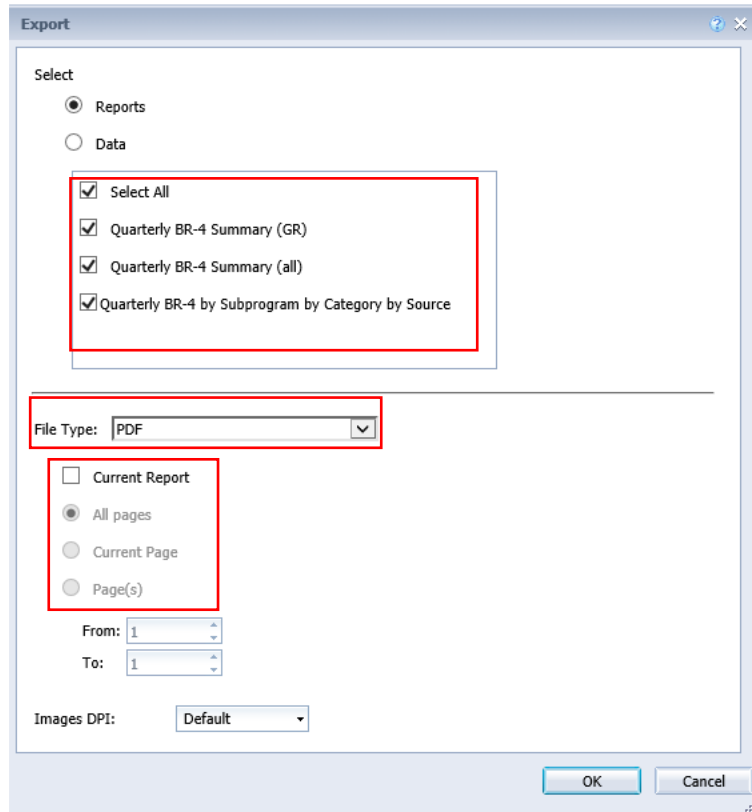 Export
Select
Reports
Data
Select All
Quarterly BR-4 Summary (GR)
Quarterly BR-4 Summary (all)
Quarterly BR-4 by Subprogram by Category by Source
File Type: PDF
Current Report
All pages
Current Page
Page(s)
From: 1
To: 1
Images DPI: Default
OK Cancel